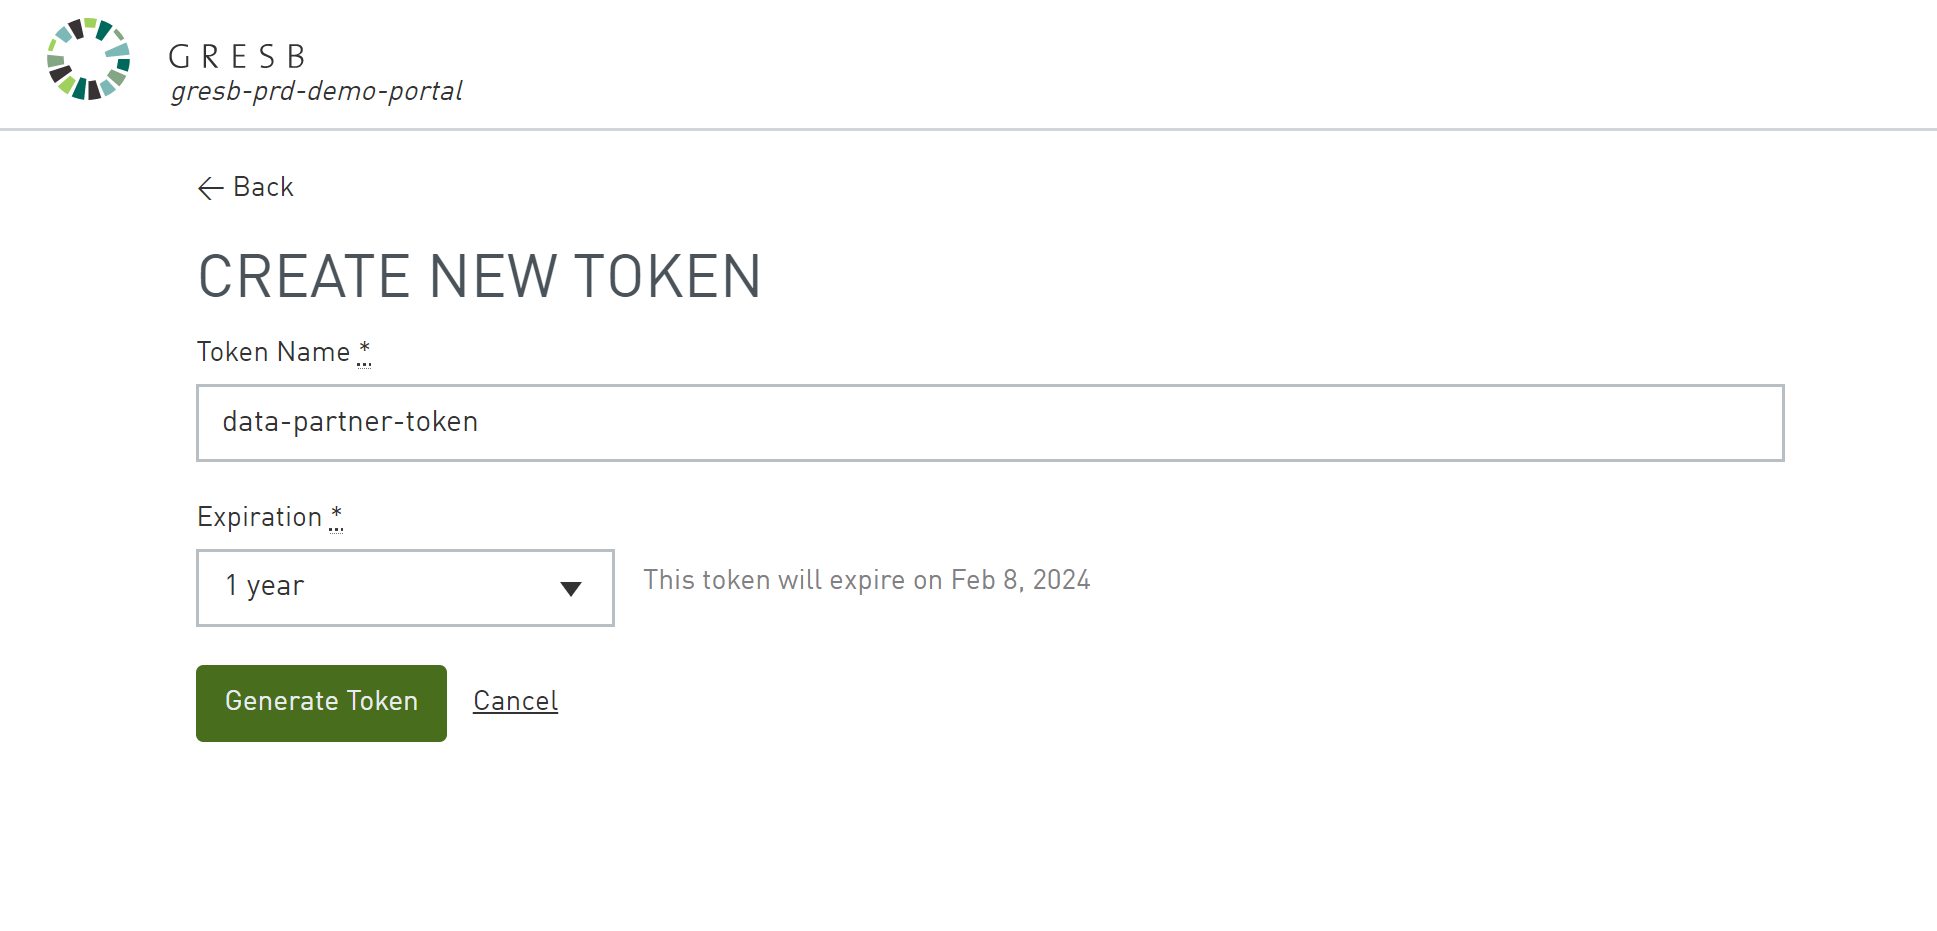 GRESB
gresb-prd-demo-portal
← Back
CREATE NEW TOKEN
Token Name *
data-partner-token
Expiration *
1 year
This token will expire on Feb 8, 2024
Generate Token
Cancel